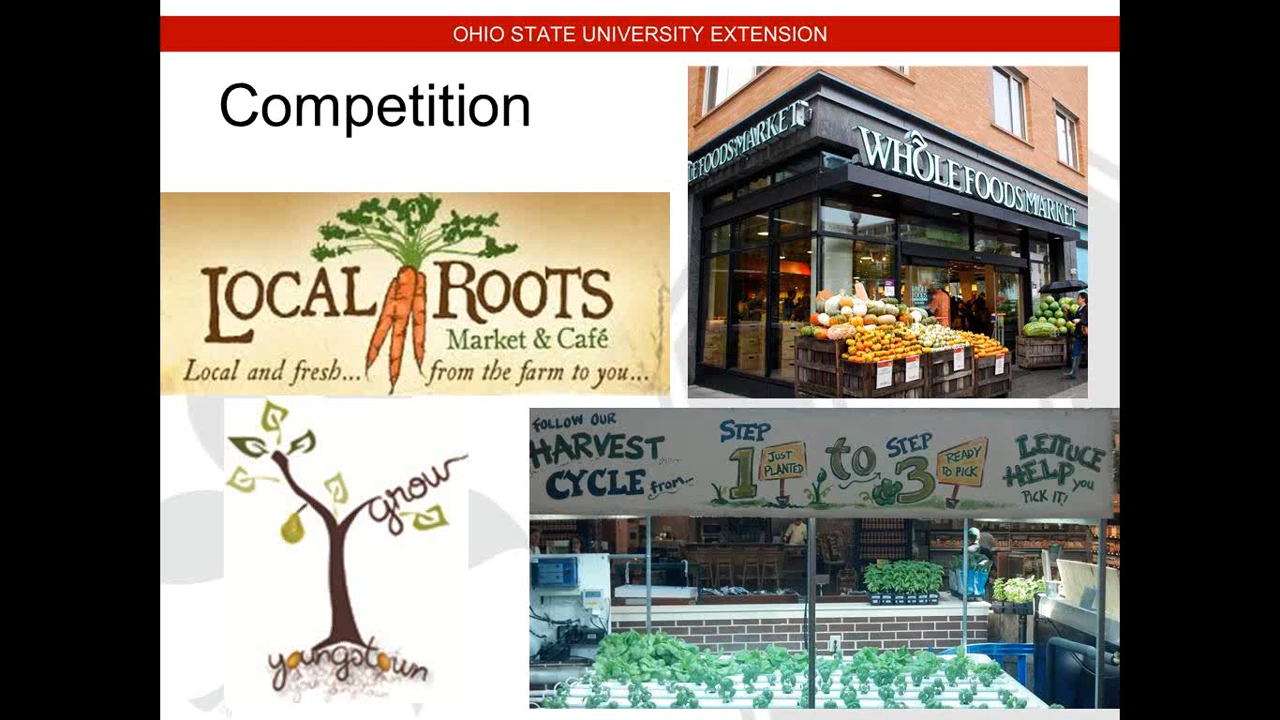 OHIO STATE UNIVERSITY EXTENSION
Competition
LOCAL ROOTS
Market & Café
Local and fresh... from the farm to you...
WHOLE FOODS MARKET
E FOODS MARKET
grow
youngstown
FOLLOW OUR
HARVEST
CYCLE from...
STEP
1
JUST
PLANTED
to
STEP
3
READY
TO PICK
LETTUCE
HELP you
PICK IT!